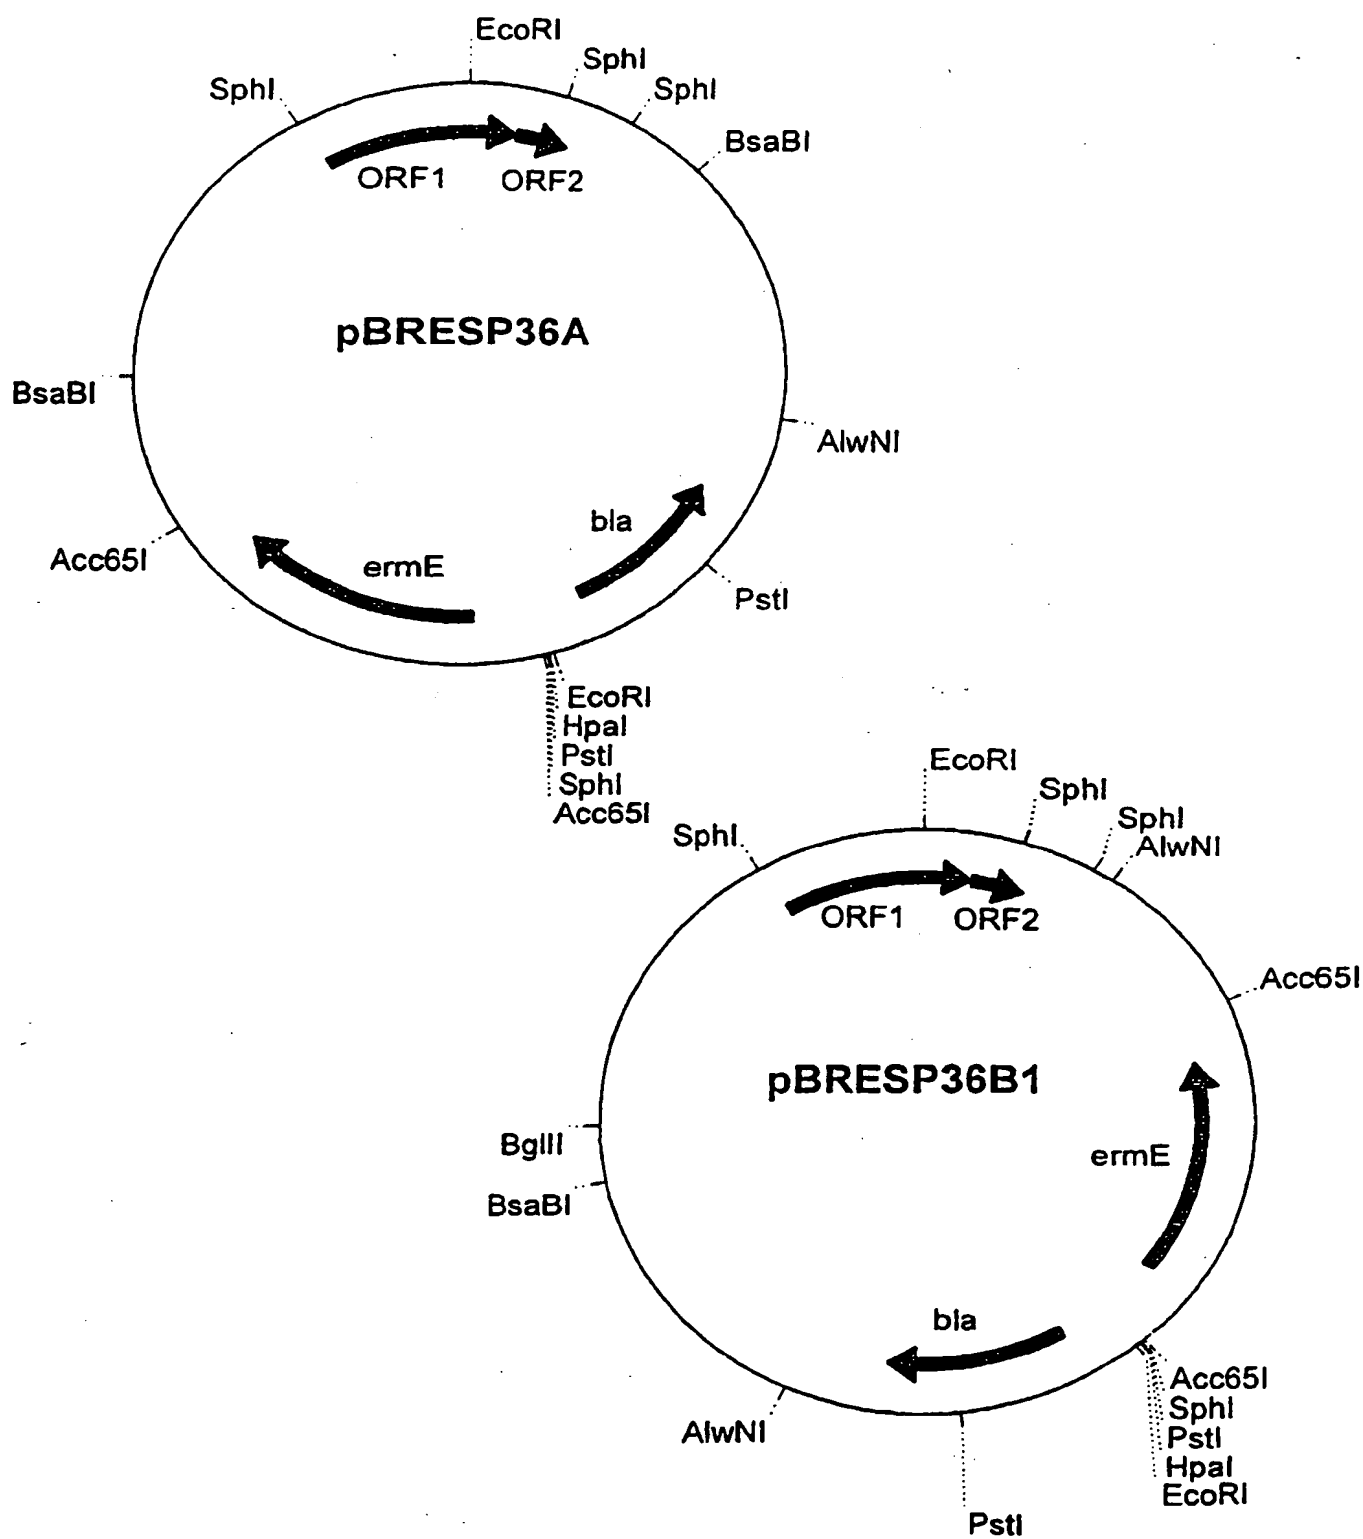 EcoRI
SphI
SphI
SphI
BsaBI
ORF1
ORF2
pBRESP36A
BsaBI
AlwNI
bla
Acc65I
ermE
PstI
EcoRI
HpaI
PstI
SphI
Acc65I
EcoRI
SphI
SphI
SphI
AlwNI
ORF1
ORF2
Acc65I
pBRESP36B1
BglII
ermE
BsaBI
bla
Acc65I
SphI
AlwNI
PstI
HpaI
EcoRI
PstI